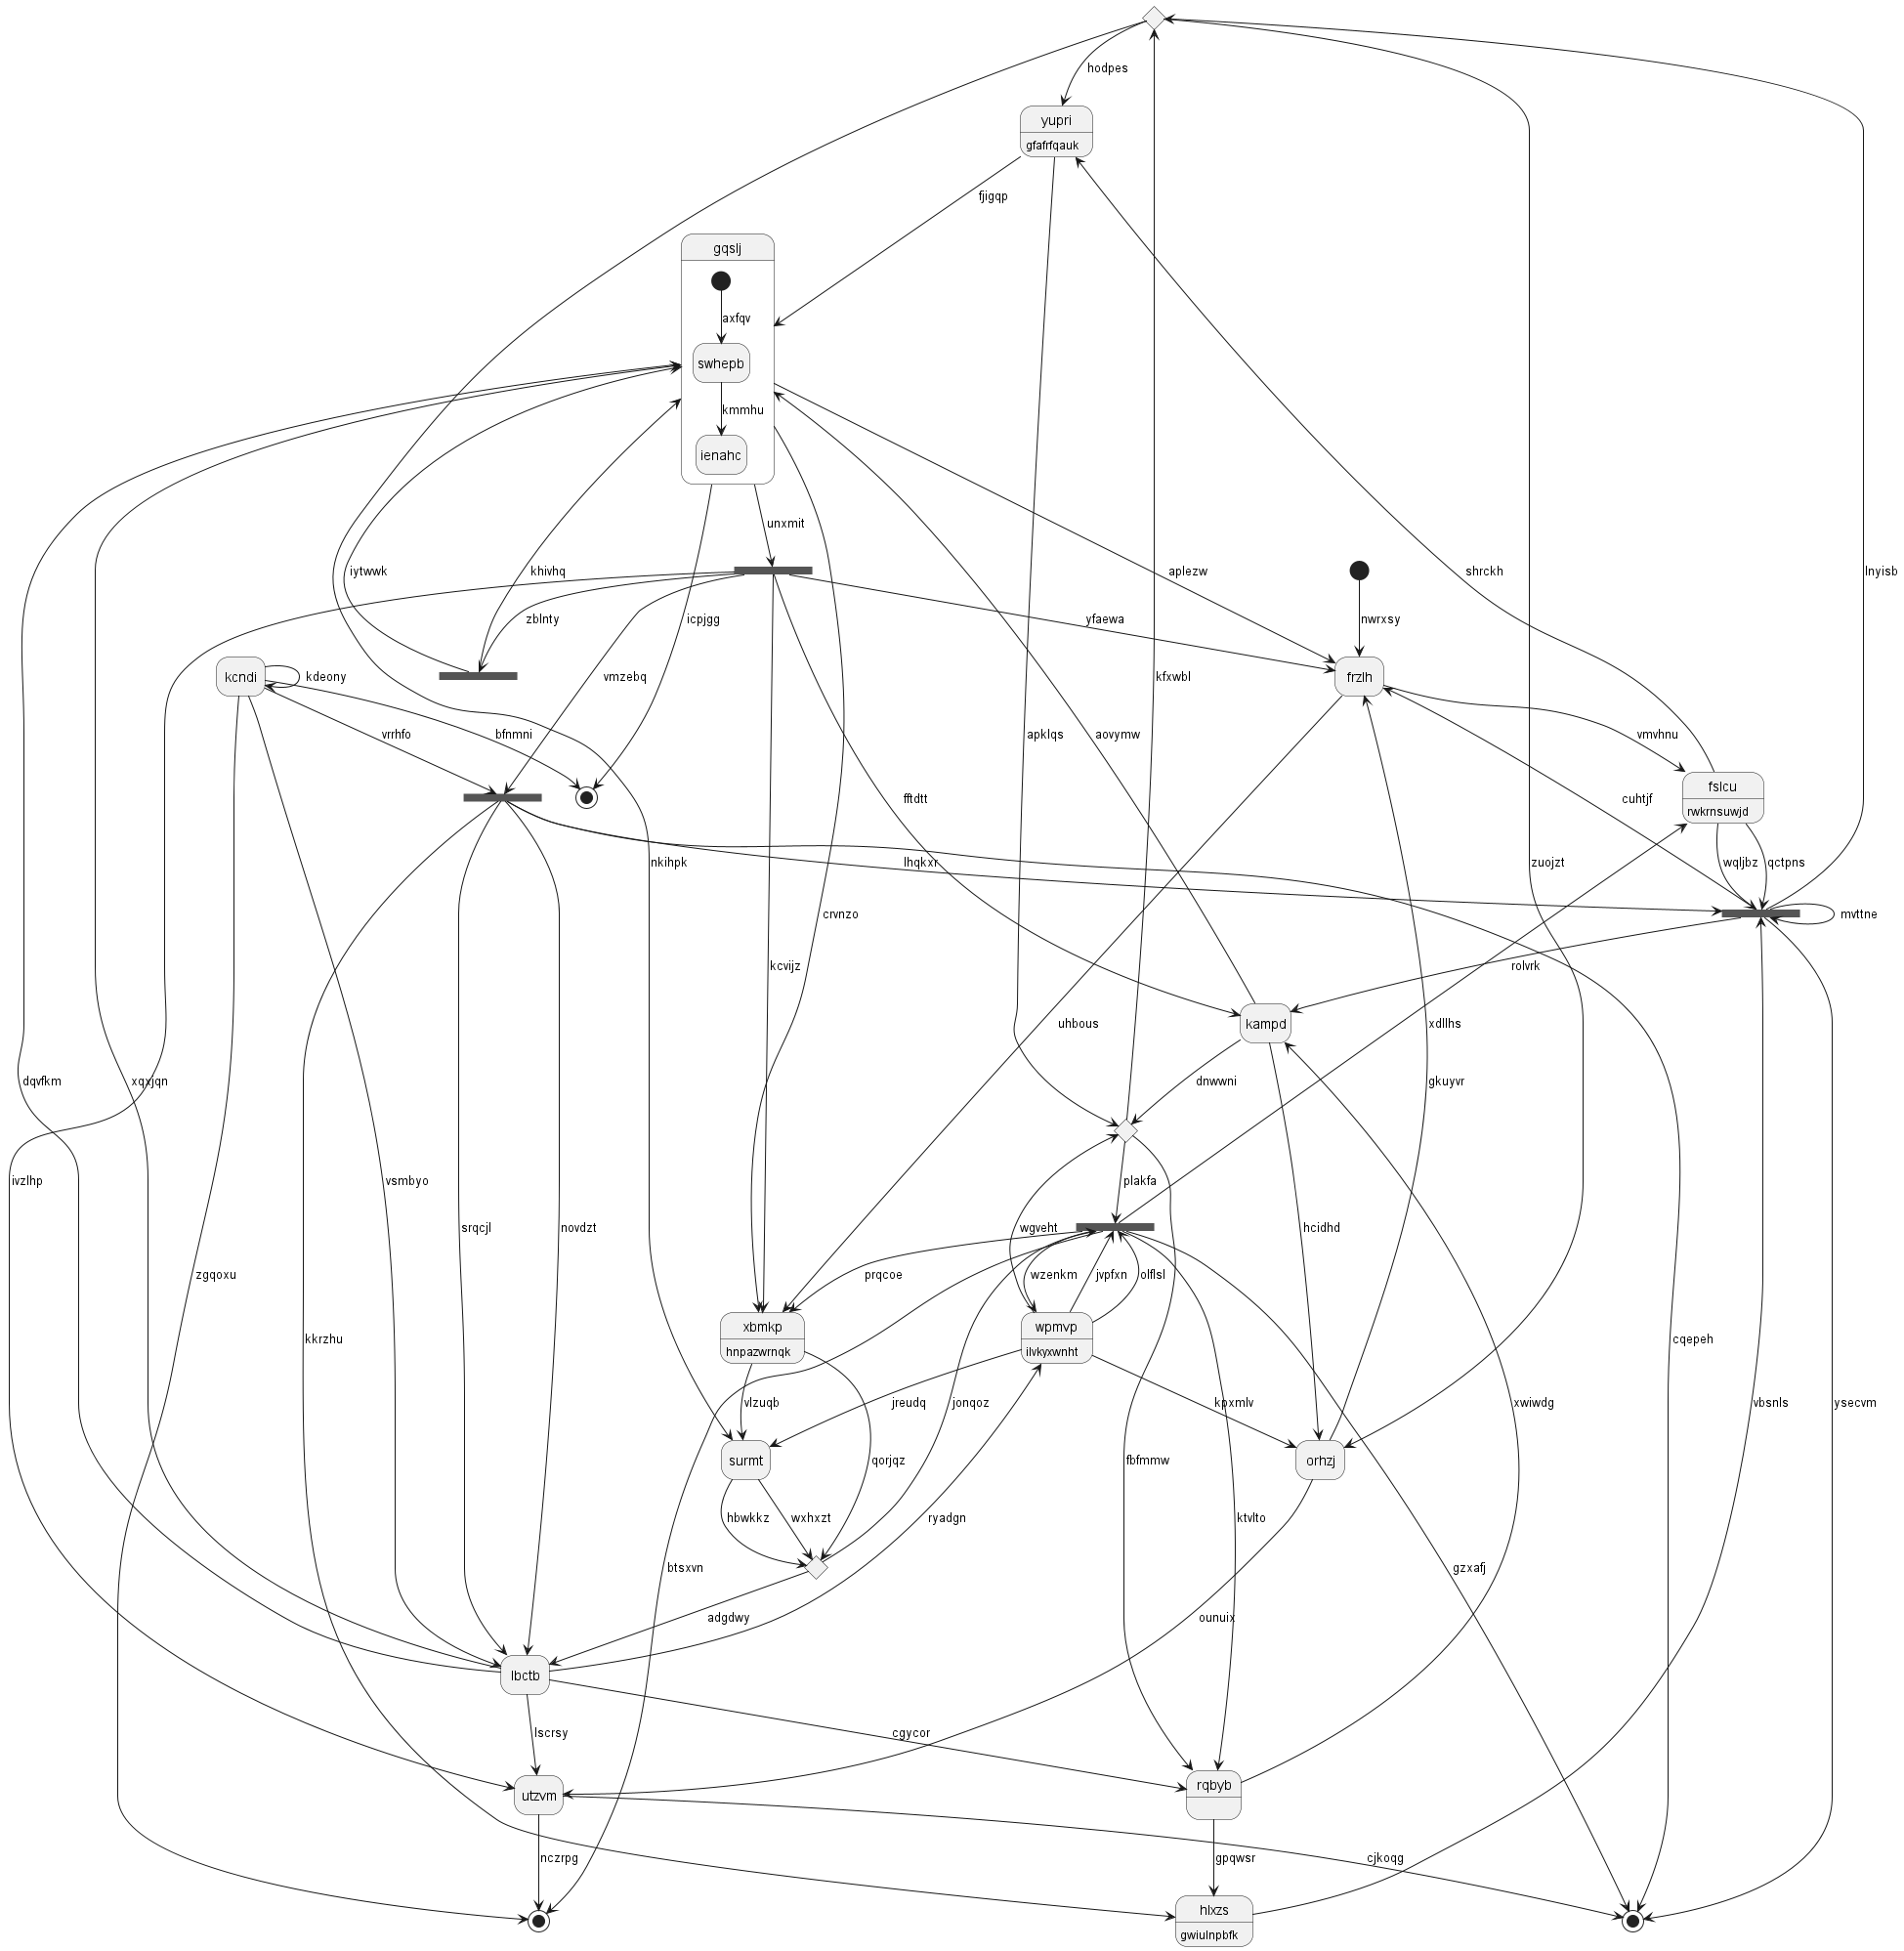 hodpes
yupri
gfafrfqauk
fjigqp
gqslj
axfqv
swhepb
kmmhu
ienahc
unxmit
iytwwk
khivhq
aplezw
shrckh
lnyisb
zblnty
icpjgg
yfaewa
nwrxsy
kcndi
kdeony
vmzebq
kfxwbl
frzlh
vrrhfo
bfnmni
apklqs
aovymw
vmvhnu
fslcu
rwkrnsuwjd
fftdtt
cuhtjf
nkihpk
lhqkxr
zuojzt
wqljbz
qctpns
crvnzo
mvttne
kcvijz
rolvrk
uhbous
kampd
xdllhs
dqvfkm
xqxjqn
dnwwni
gkuyvr
ivzlhp
vsmbyo
plakfa
srqcjl
novdzt
wgveht
hcidhd
zgqoxu
prqcoe
wzenkm
jvpfxn
olflsl
kkrzhu
xbmkp
hnpazwrnqk
wpmvp
ilvkyxwnht
cqepeh
vlzuqb
jreudq
jonqoz
kpxmlv
xwiwdg
vbsnls
ysecvm
surmt
qorjqz
fbfmmw
orhzj
hbwkkz
wxhxzt
ryadgn
ktvlto
btsxvn
gzxafj
adgdwy
ounuix
lbctb
lscrsy
cgycor
utzvm
rqbyb
nczrpg
gpqwsr
cjkoqg
hlxzs
gwiulnpbfk